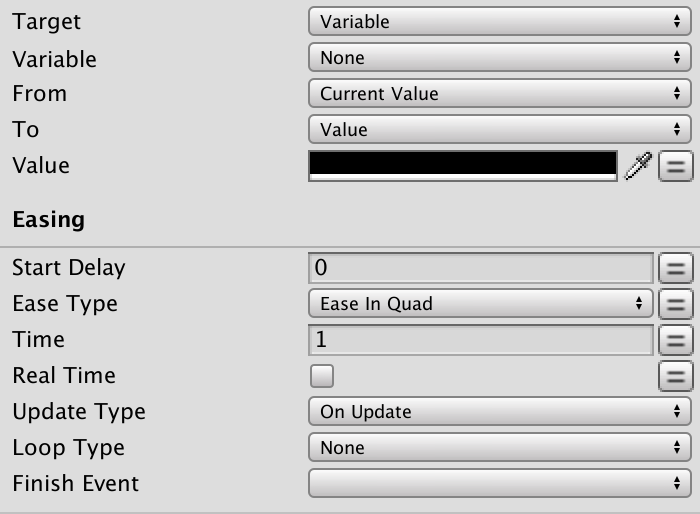 Target Variable
Variable None
From Current Value
To Value
Value
Easing
Start Delay 0
Ease Type Ease In Quad
Time 1
Real Time
Update Type On Update
Loop Type None
Finish Event